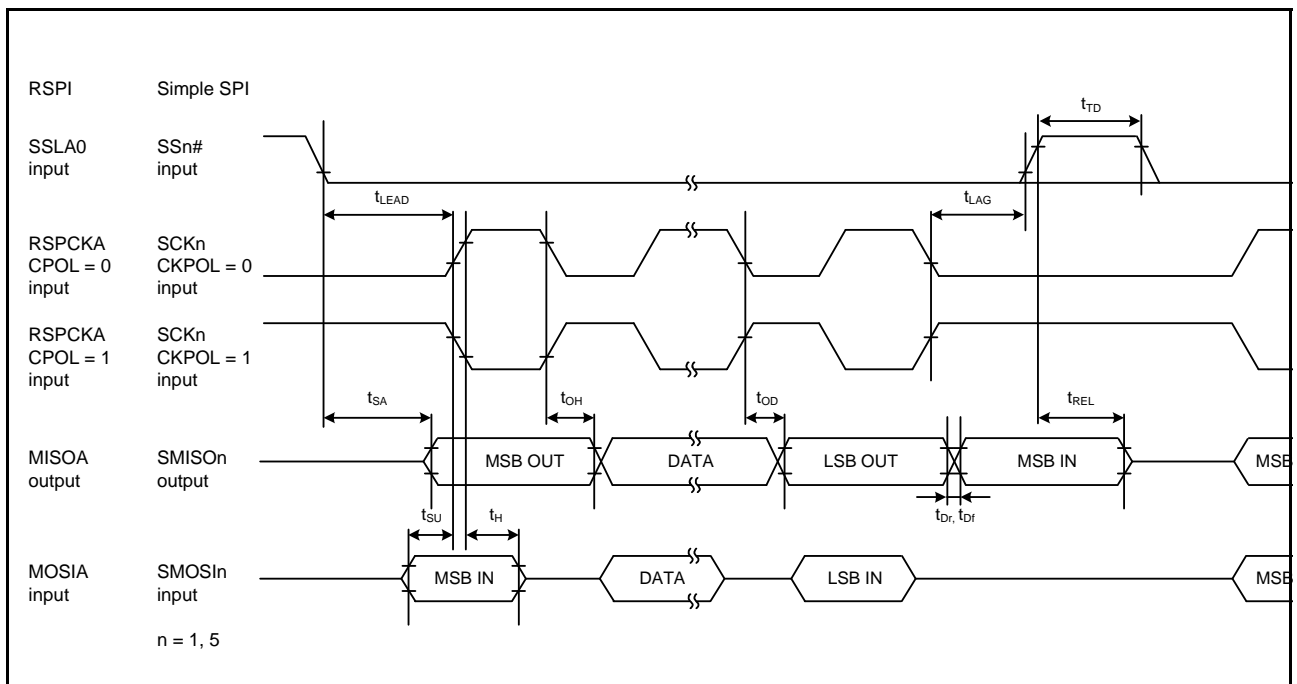 RSPI Simple SPI
tTD
SSLA0 SSn#
input input
tLEAD tLAG
RSPCKA SCKn
CPOL = 0 CKPOL = 0
input input
RSPCKA SCKn
CPOL = 1 CKPOL = 1
input input
tSA tOH tOD tREL
MISOA SMISOn MSB OUT DATA LSB OUT MSB IN MSB
output output
tSU tH tDr, tDf
MOSIA SMOSIn MSB IN DATA LSB IN MSB
input input
n = 1, 5